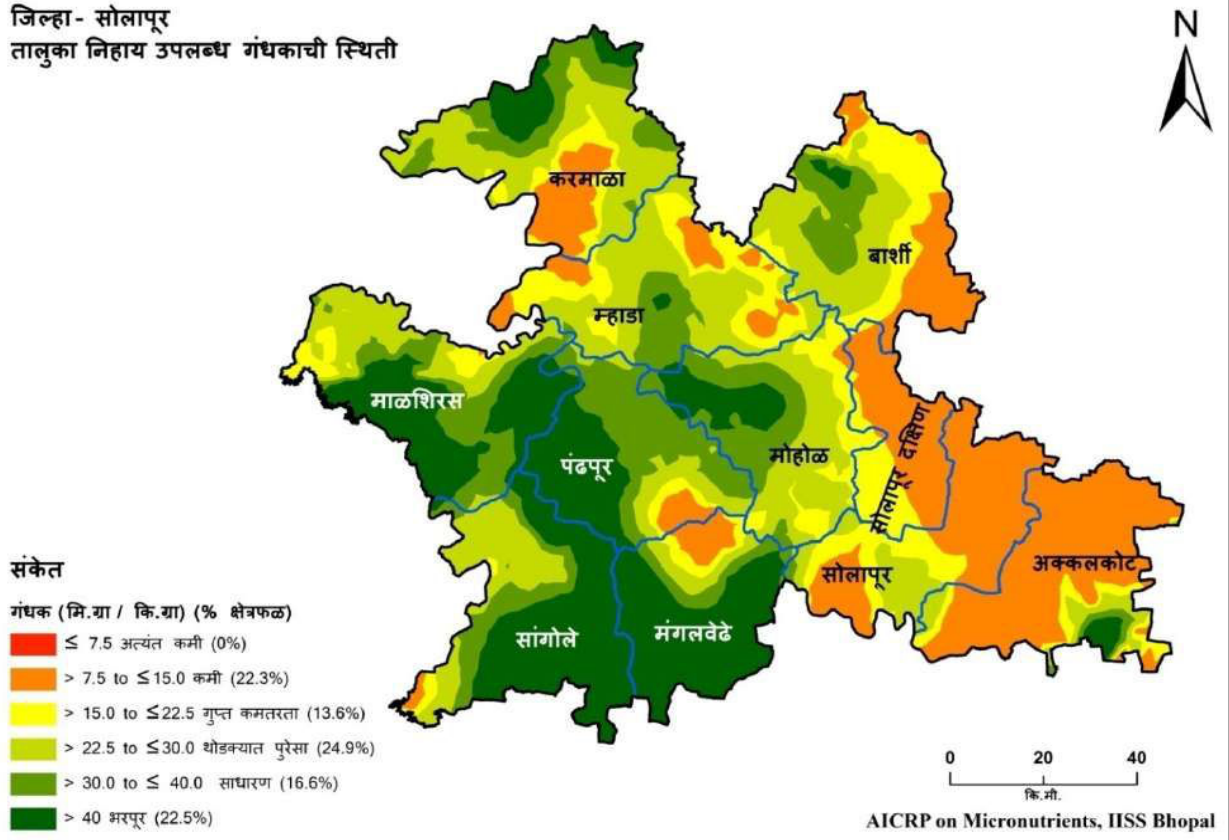 जिल्हा- सोलापूर
तालुका निहाय उपलब्ध गंधकाची स्थिती
N
करमाळा
बार्शी
म्हाडा
माळशिरस
पंढपूर
मोहोळ
सोलापूर दक्षिण
अक्कलकोट
सोलापूर
सांगोले
मंगलवेढे
संकेत
गंधक (मि.ग्रा / कि.ग्रा) (% क्षेत्रफळ)
≤ 7.5 अत्यंत कमी (0%)
> 7.5 to ≤15.0 कमी (22.3%)
> 15.0 to ≤22.5 गुप्त कमतरता (13.6%)
> 22.5 to ≤30.0 थोडक्यात पुरेसा (24.9%)
> 30.0 to ≤ 40.0 साधारण (16.6%)
> 40 भरपूर (22.5%)
0 20 40
कि.मी.
AICRP on Micronutrients, IISS Bhopal